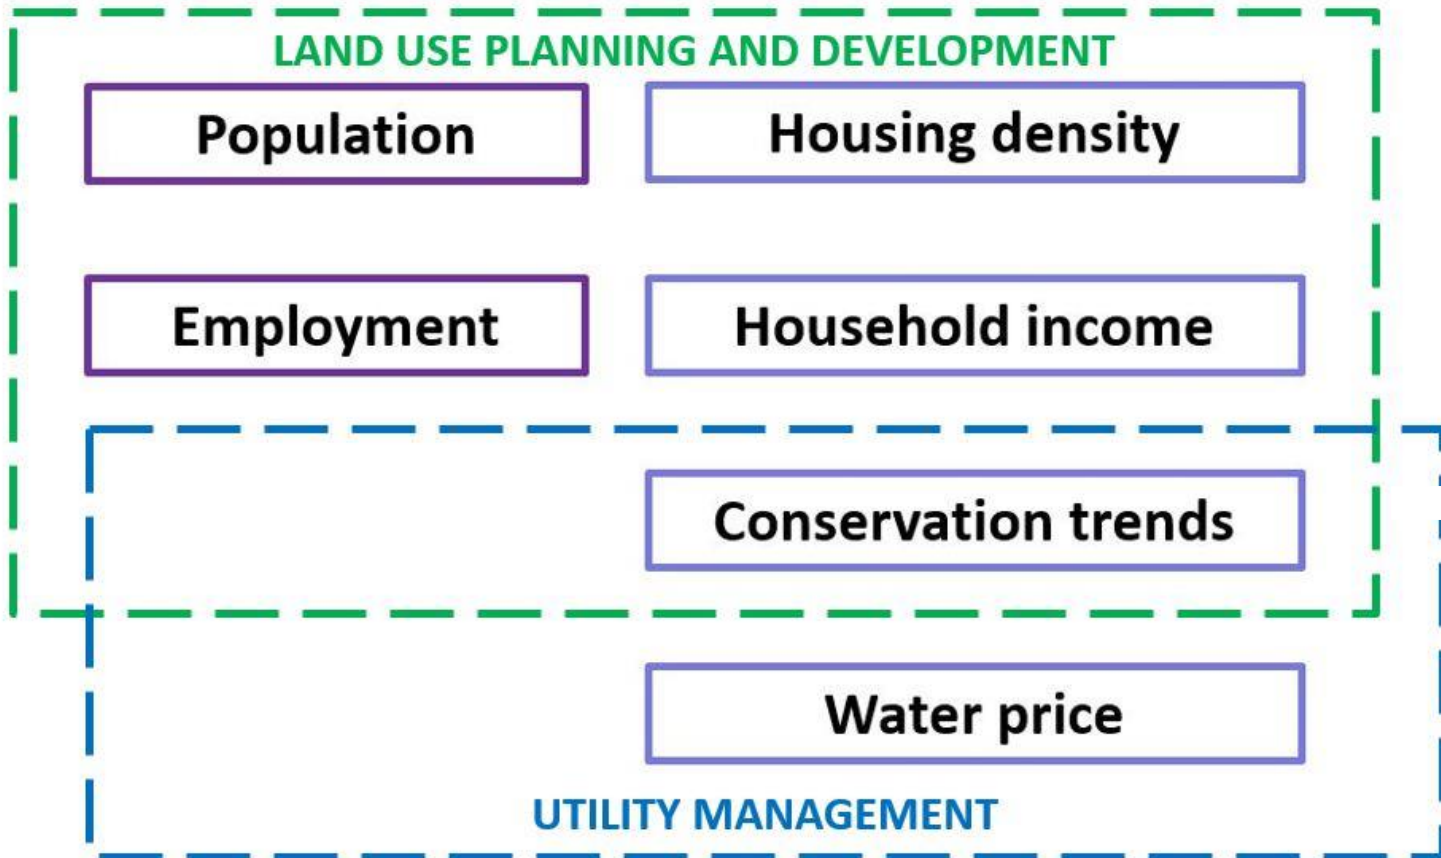 LAND USE PLANNING AND DEVELOPMENT
Population
Housing density
Employment
Household income
Conservation trends
Water price
UTILITY MANAGEMENT